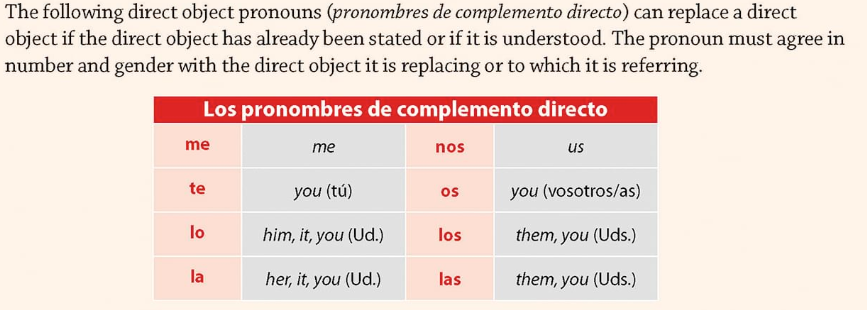 The following direct object pronouns (pronombres de complemento directo) can replace a direct
object if the direct object has already been stated or if it is understood. The pronoun must agree in
number and gender with the direct object it is replacing or to which it is referring.
Los pronombres de complemento directo
me me nos us
te you (tú) os you (vosotros/as)
lo him, it, you (Ud.) los them, you (Uds.)
la her, it, you (Ud.) las them, you (Uds.)